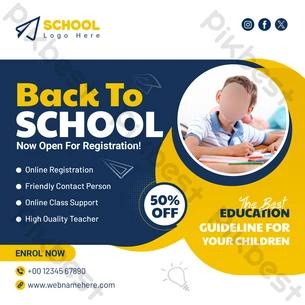 SCHOOL
Logo Here
Back To
SCHOOL
Now Open For Registration!
Online Registration
Friendly Contact Person
Online Class Support
High Quality Teacher
50%
OFF
The Best
EDUCATION
GUIDELINE FOR
YOUR CHILDREN
ENROL NOW
+00 12345 67890
www.webnamehere.com
Pikbest